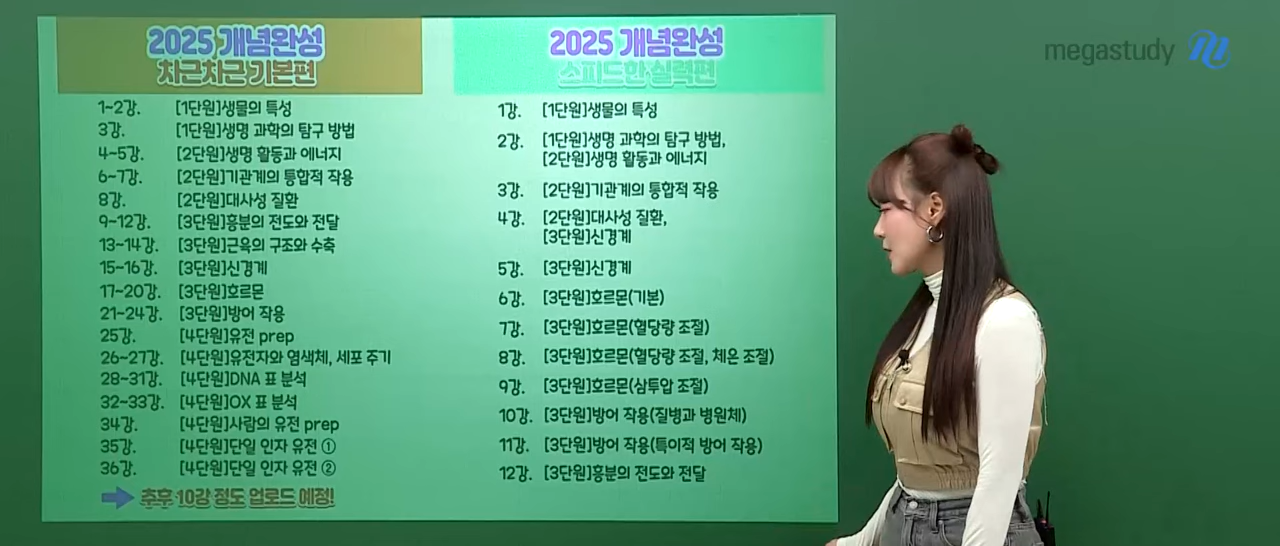 2025 개념완성
차근차근 기본편
1~2강. [1단원]생물의 특성
3강. [1단원]생명 과학의 탐구 방법
4~5강. [2단원]생명 활동과 에너지
6~7강. [2단원]기관계의 통합적 작용
8강. [2단원]대사성 질환
9~12강. [3단원]흥분의 전도와 전달
13~14강. [3단원]근육의 구조와 수축
15~16강. [3단원]신경계
17~20강. [3단원]호르몬
21~24강. [3단원]방어 작용
25강. [4단원]유전 prep
26~27강. [4단원]유전자와 염색체, 세포 주기
28~31강. [4단원]DNA 표 분석
32~33강. [4단원]OX 표 분석
34강. [4단원]사람의 유전 prep
35강. [4단원]단일 인자 유전 ①
36강. [4단원]단일 인자 유전 ②
추후 10강 정도 업로드 예정!
2025 개념완성
스피드한 실력편
1강. [1단원]생물의 특성
2강. [1단원]생명 과학의 탐구 방법,
[2단원]생명 활동과 에너지
3강. [2단원]기관계의 통합적 작용
4강. [2단원]대사성 질환,
[3단원]신경계
5강. [3단원]신경계
6강. [3단원]호르몬(기본)
7강. [3단원]호르몬(혈당량 조절)
8강. [3단원]호르몬(혈당량 조절, 체온 조절)
9강. [3단원]호르몬(삼투압 조절)
10강. [3단원]방어 작용(질병과 병원체)
11강. [3단원]방어 작용(특이적 방어 작용)
12강. [3단원]흥분의 전도와 전달
megastudy